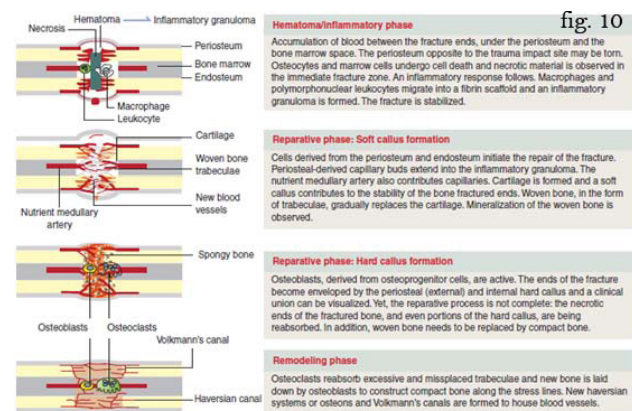 fig. 10
Hematoma
Inflammatory granuloma
Necrosis
Periosteum
Bone marrow
Endosteum
Macrophage
Leukocyte
Hematoma/inflammatory phase
Accumulation of blood between the fracture ends, under the periosteum and the
bone marrow space. The periosteum opposite to the trauma impact site may be torn.
Osteocytes and marrow cells undergo cell death and necrotic material is observed in
the immediate fracture zone. An inflammatory response follows. Macrophages and
polymorphonuclear leukocytes migrate into a fibrin scaffold and an inflammatory
granuloma is formed. The fracture is stabilized.
Cartilage
Woven bone
trabeculae
New blood
vessels
Nutrient medullary
artery
Reparative phase: Soft callus formation
Cells derived from the periosteum and endosteum initiate the repair of the fracture.
Periosteal-derived capillary buds extend into the inflammatory granuloma. The
nutrient medullary artery also contributes capillaries. Cartilage is formed and a soft
callus contributes to the stability of the bone fractured ends. Woven bone, in the form
of trabeculae, gradually replaces the cartilage. Mineralization of the woven bone is
observed.
Spongy bone
Osteoblasts
Osteoclasts
Reparative phase: Hard callus formation
Osteoblasts, derived from osteoprogenitor cells, are active. The ends of the fracture
become enveloped by the periosteal (external) and internal hard callus and a clinical
union can be visualized. Yet, the reparative process is not complete: the necrotic
ends of the fractured bone, and even portions of the hard callus, are being
reabsorbed. In addition, woven bone needs to be replaced by compact bone.
Volkmann's canal
Haversian canal
Remodeling phase
Osteoclasts reabsorb excessive and missplaced trabeculae and new bone is laid
down by osteoblasts to construct compact bone along the stress lines. New haversian
systems or osteons and Volkmann's canals are formed to house blood vessels.